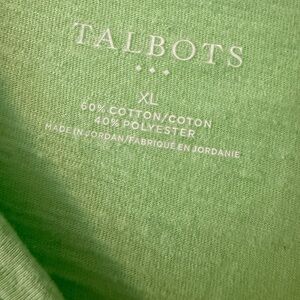 TALBOTS
XL
60% COTTON/COTON
40% POLYESTER
MADE IN JORDAN/FABRIQUÉ EN JORDANIE